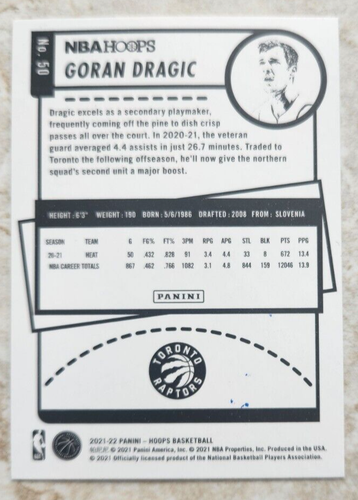 No. 50
NBA HOOPS
GORAN DRAGIC
Dragic excels as a secondary playmaker,
frequently coming off the pine to dish crisp
passes all over the court. In 2020-21, the veteran
guard averaged 4.4 assists in just 26.7 minutes. Traded to
Toronto the following offseason, he'll now give the northern
squad's second unit a major boost.
HEIGHT: 6'3" WEIGHT: 190 BORN: 5/6/1986 DRAFTED: 2008 FROM: SLOVENIA
SEASON TEAM G FG% FT% 3PM RPG APG STL BLK PTS PPG
20-21 HEAT 50 .432 .828 91 3.4 4.4 33 8 672 13.4
NBA CAREER TOTALS 867 .462 .766 1082 3.1 4.8 844 159 12046 13.9
PANINI
TORONTO
RAPTORS
2021-22 PANINI - HOOPS BASKETBALL
© 2021 Panini America, Inc. © 2021 NBA Properties, Inc. Produced in the USA.
© 2021 Officially licensed product of the National Basketball Players Association.